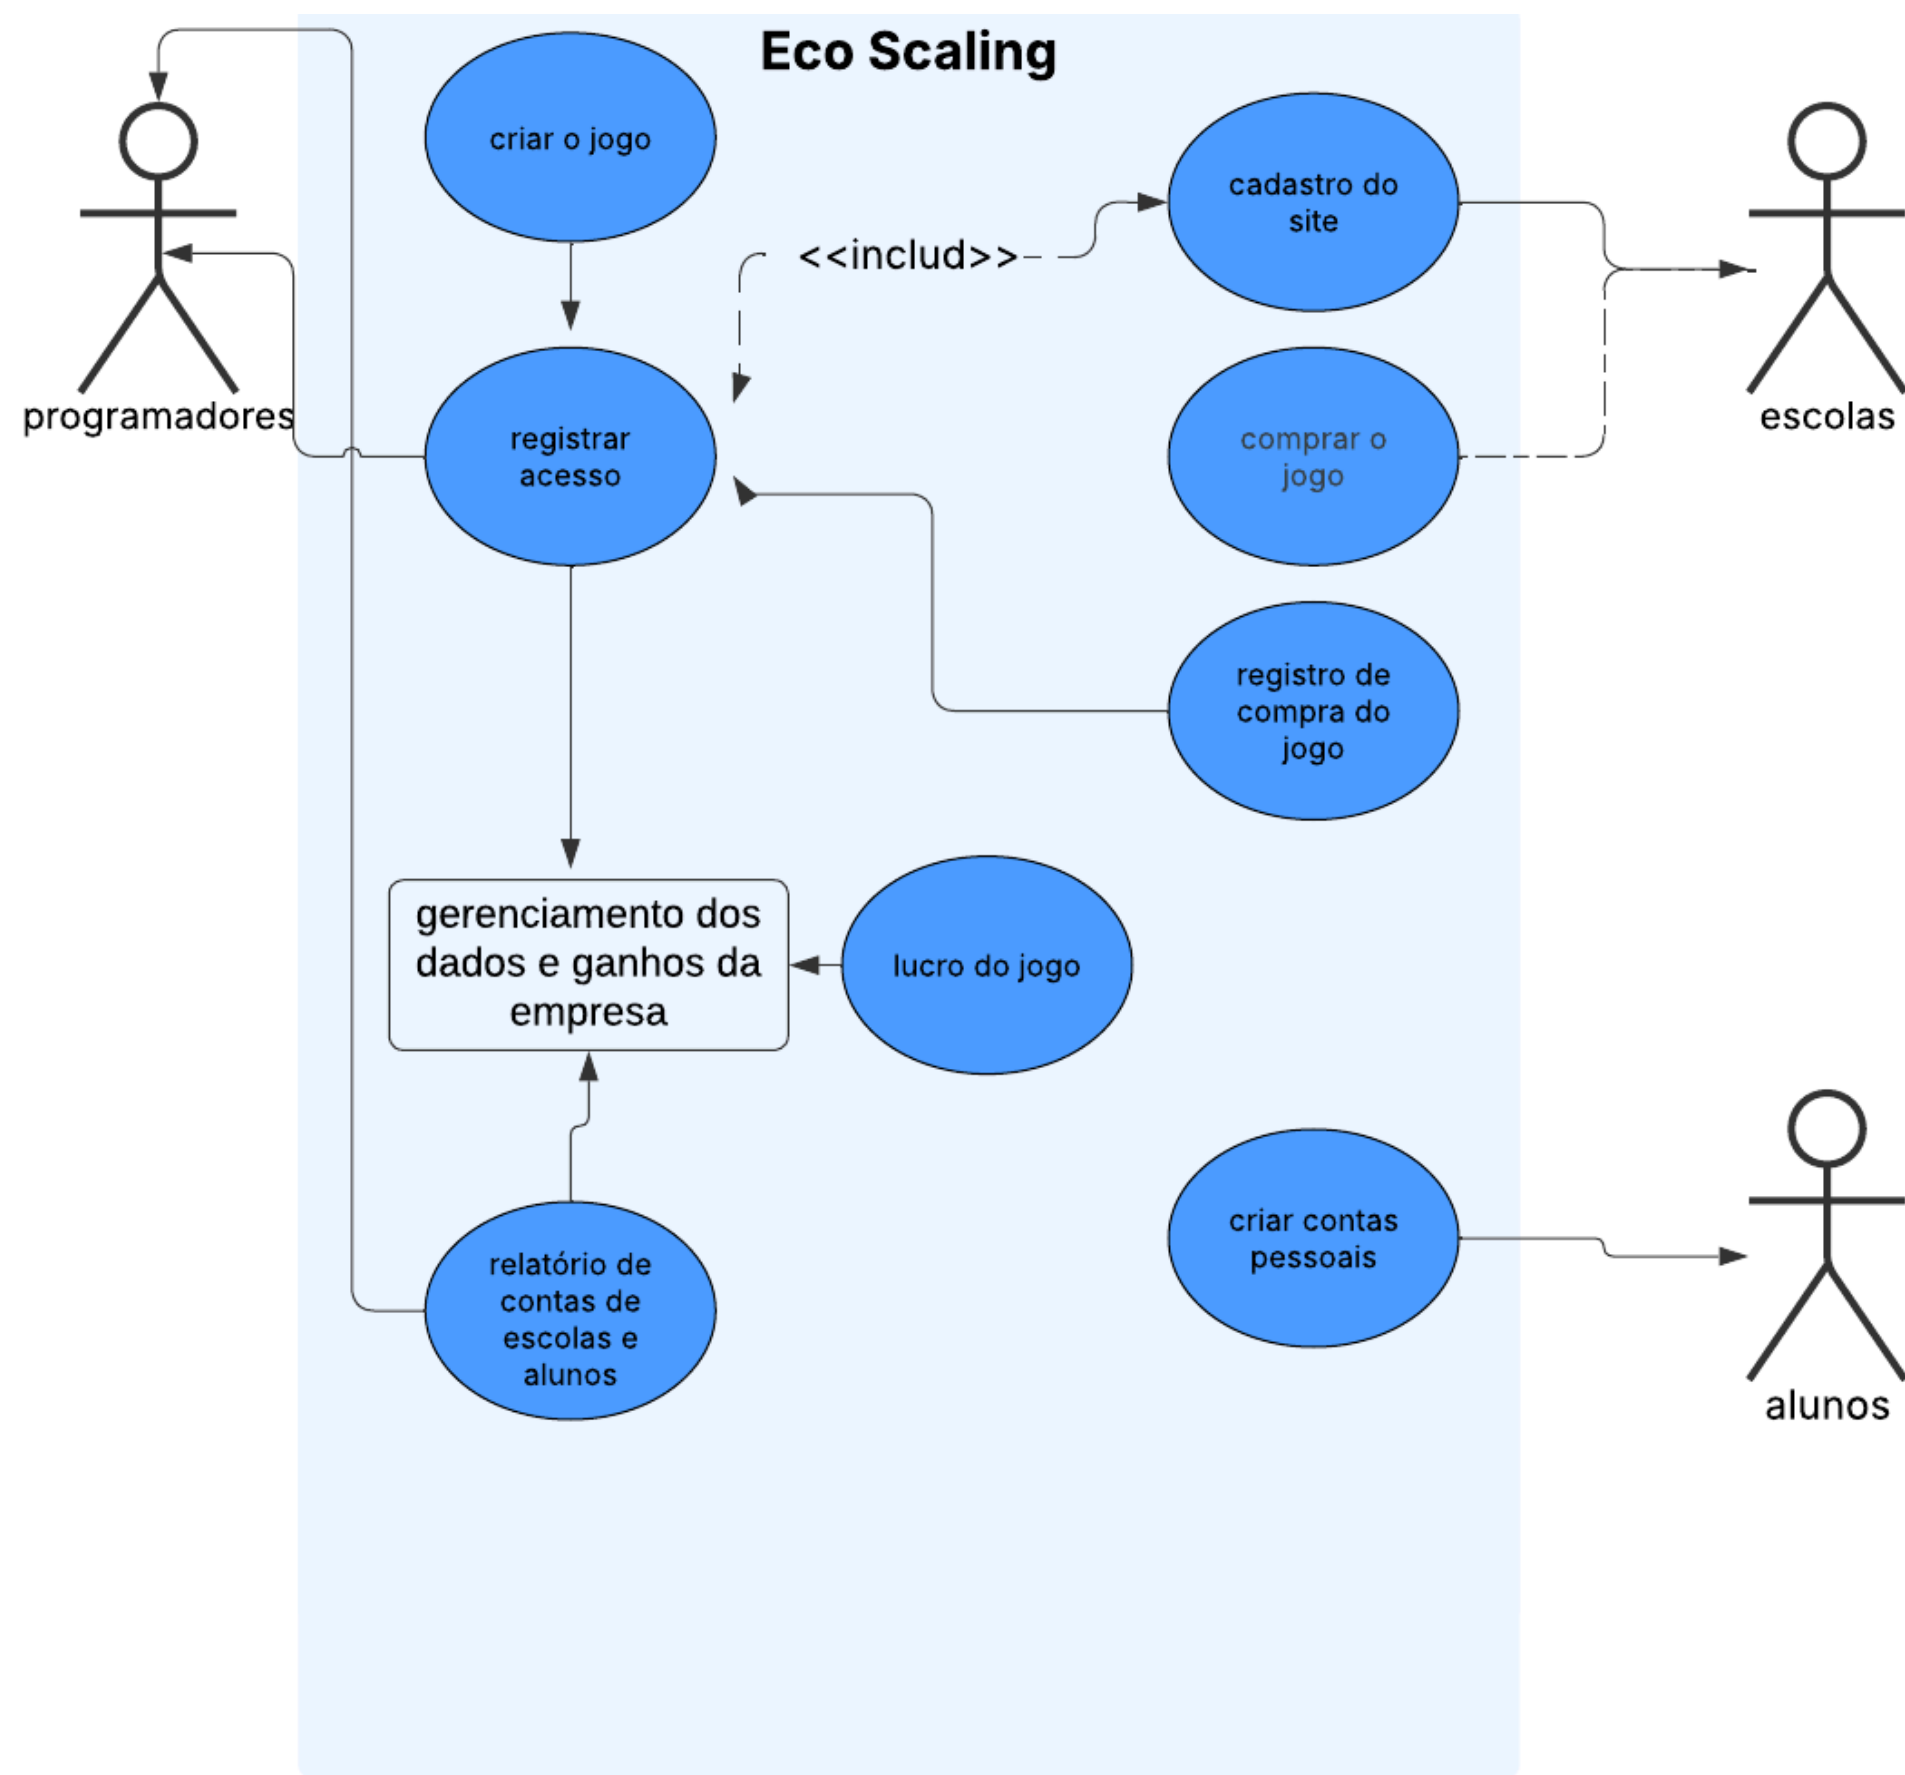 Eco Scaling
criar o jogo
cadastro do
site
<<includ>>
programadores
escolas
registrar
acesso
comprar o
jogo
registro de
compra do
jogo
gerenciamento dos
dados e ganhos da
empresa
lucro do jogo
criar contas
pessoais
relatório de
contas de
escolas e
alunos
alunos